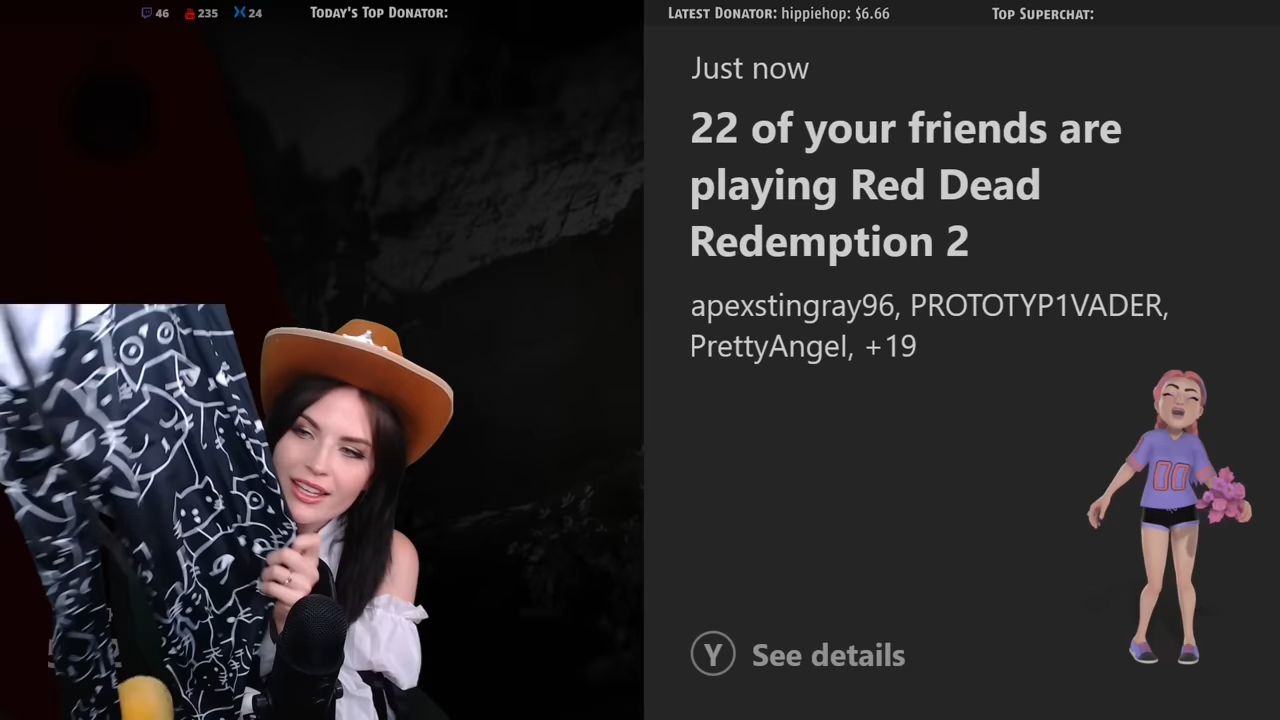 46 235 24 Today's Top Donator: Latest Donator: hippiehop: $6.66 Top Superchat:
Just now
22 of your friends are
playing Red Dead
Redemption 2
apexstingray96, PROTOTYP1VADER,
PrettyAngel, +19
00
Y See details